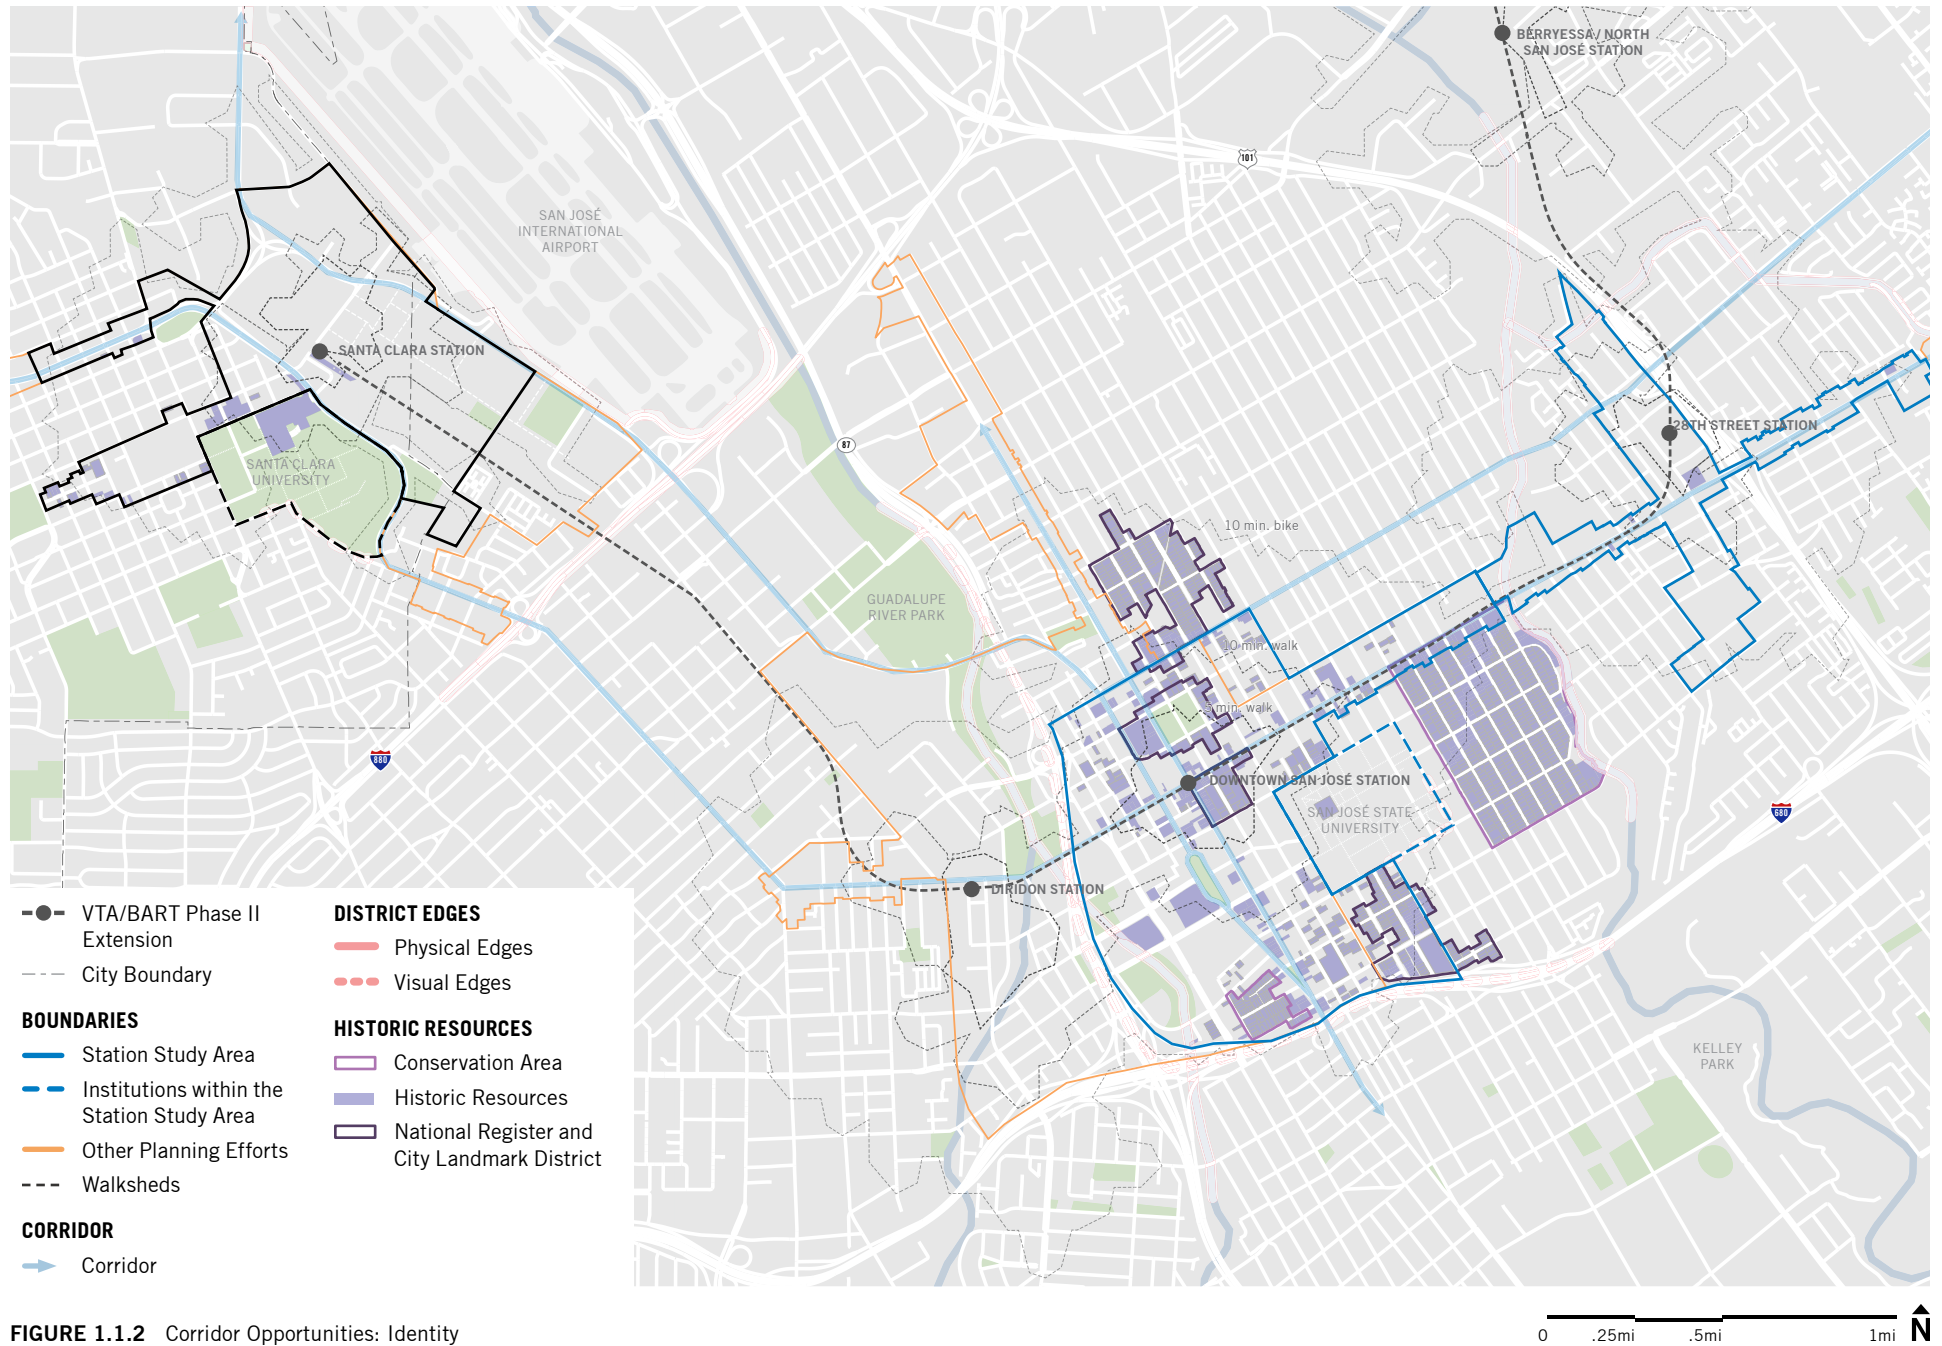 BERRYESSA / NORTH
SAN JOSÉ STATION
101
SAN JOSÉ
INTERNATIONAL
AIRPORT
SANTA CLARA STATION
28TH STREET STATION
87
SANTA CLARA
UNIVERSITY
10 min. bike
GUADALUPE
RIVER PARK
10 min. walk
5 min. walk
880
DOWNTOWN SAN JOSÉ STATION
SAN JOSÉ STATE
UNIVERSITY
680
DIRIDON STATION
KELLEY
PARK
VTA/BART Phase II
Extension
City Boundary
BOUNDARIES
Station Study Area
Institutions within the
Station Study Area
Other Planning Efforts
Walksheds
CORRIDOR
Corridor
DISTRICT EDGES
Physical Edges
Visual Edges
HISTORIC RESOURCES
Conservation Area
Historic Resources
National Register and
City Landmark District
FIGURE 1.1.2 Corridor Opportunities: Identity
0 .25mi .5mi 1mi
N